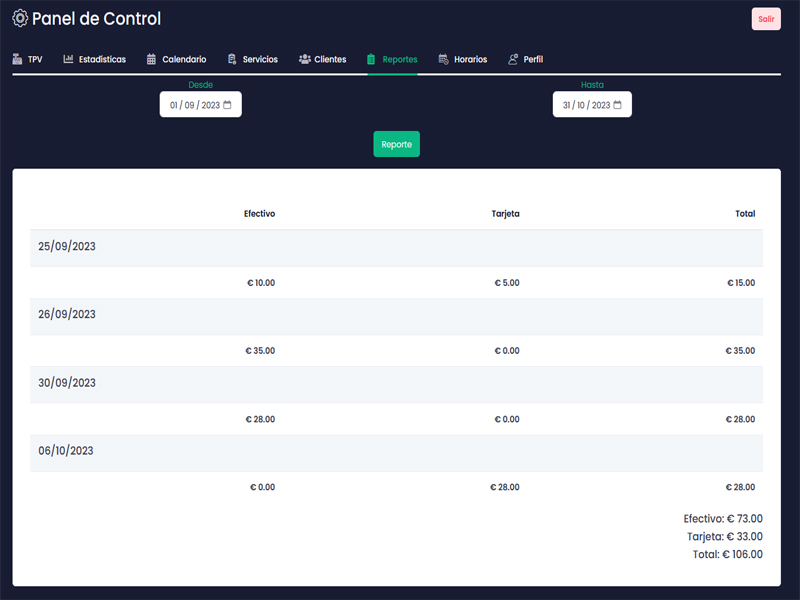 Panel de Control
Salir
TPV Estadísticas Calendario Servicios Clientes Reportes Horarios Perfil
Desde Hasta
01 / 09 / 2023 31 / 10 / 2023
Reporte
Efectivo Tarjeta Total
25/09/2023
€ 10.00 € 5.00 € 15.00
26/09/2023
€ 35.00 € 0.00 € 35.00
30/09/2023
€ 28.00 € 0.00 € 28.00
06/10/2023
€ 0.00 € 28.00 € 28.00
Efectivo: € 73.00
Tarjeta: € 33.00
Total: € 106.00